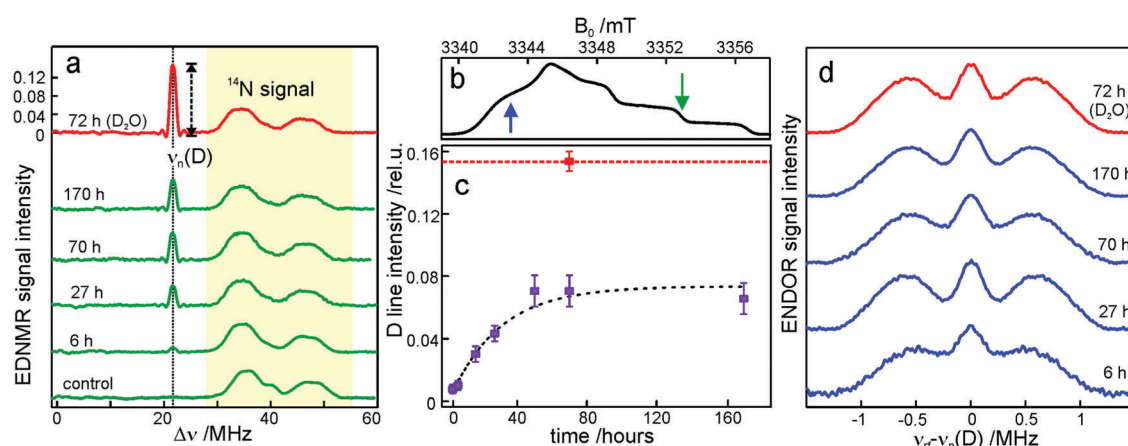 a
EDNMR signal intensity
0.12
0.08
0.04
0
72 h (D₂O)
¹⁴N signal
νₙ(D)
170 h
70 h
27 h
6 h
control
0 20 40 60
Δν /MHz
B₀ /mT
3340 3344 3348 3352 3356
b
c
D line intensity /rel.u.
0.16
0.12
0.08
0.04
0
0 40 80 120 160
time /hours
d
ENDOR signal intensity
72 h
(D₂O)
170 h
70 h
27 h
6 h
-1 -0.5 0 0.5 1
ν_rf-νₙ(D) /MHz